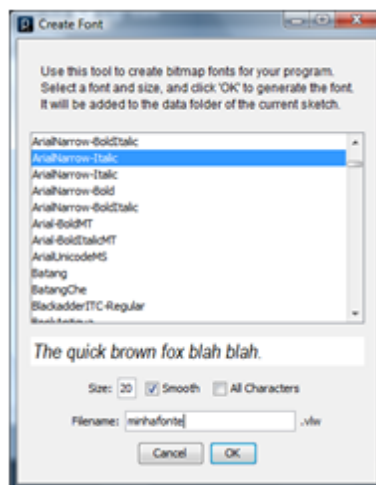 Create Font
Use this tool to create bitmap fonts for your program.
Select a font and size, and click 'OK' to generate the font.
It will be added to the data folder of the current sketch.
ArialNarrow-BoldItalic
ArialNarrow-Italic
ArialNarrow-Italic
ArialNarrow-Bold
ArialNarrow-BoldItalic
Arial-BoldMT
Arial-BoldItalicMT
ArialUnicodeMS
Batang
BatangChe
BlackadderITC-Regular
The quick brown fox blah blah.
Size: 20 Smooth All Characters
Filename: minhafonte .vlw
Cancel OK